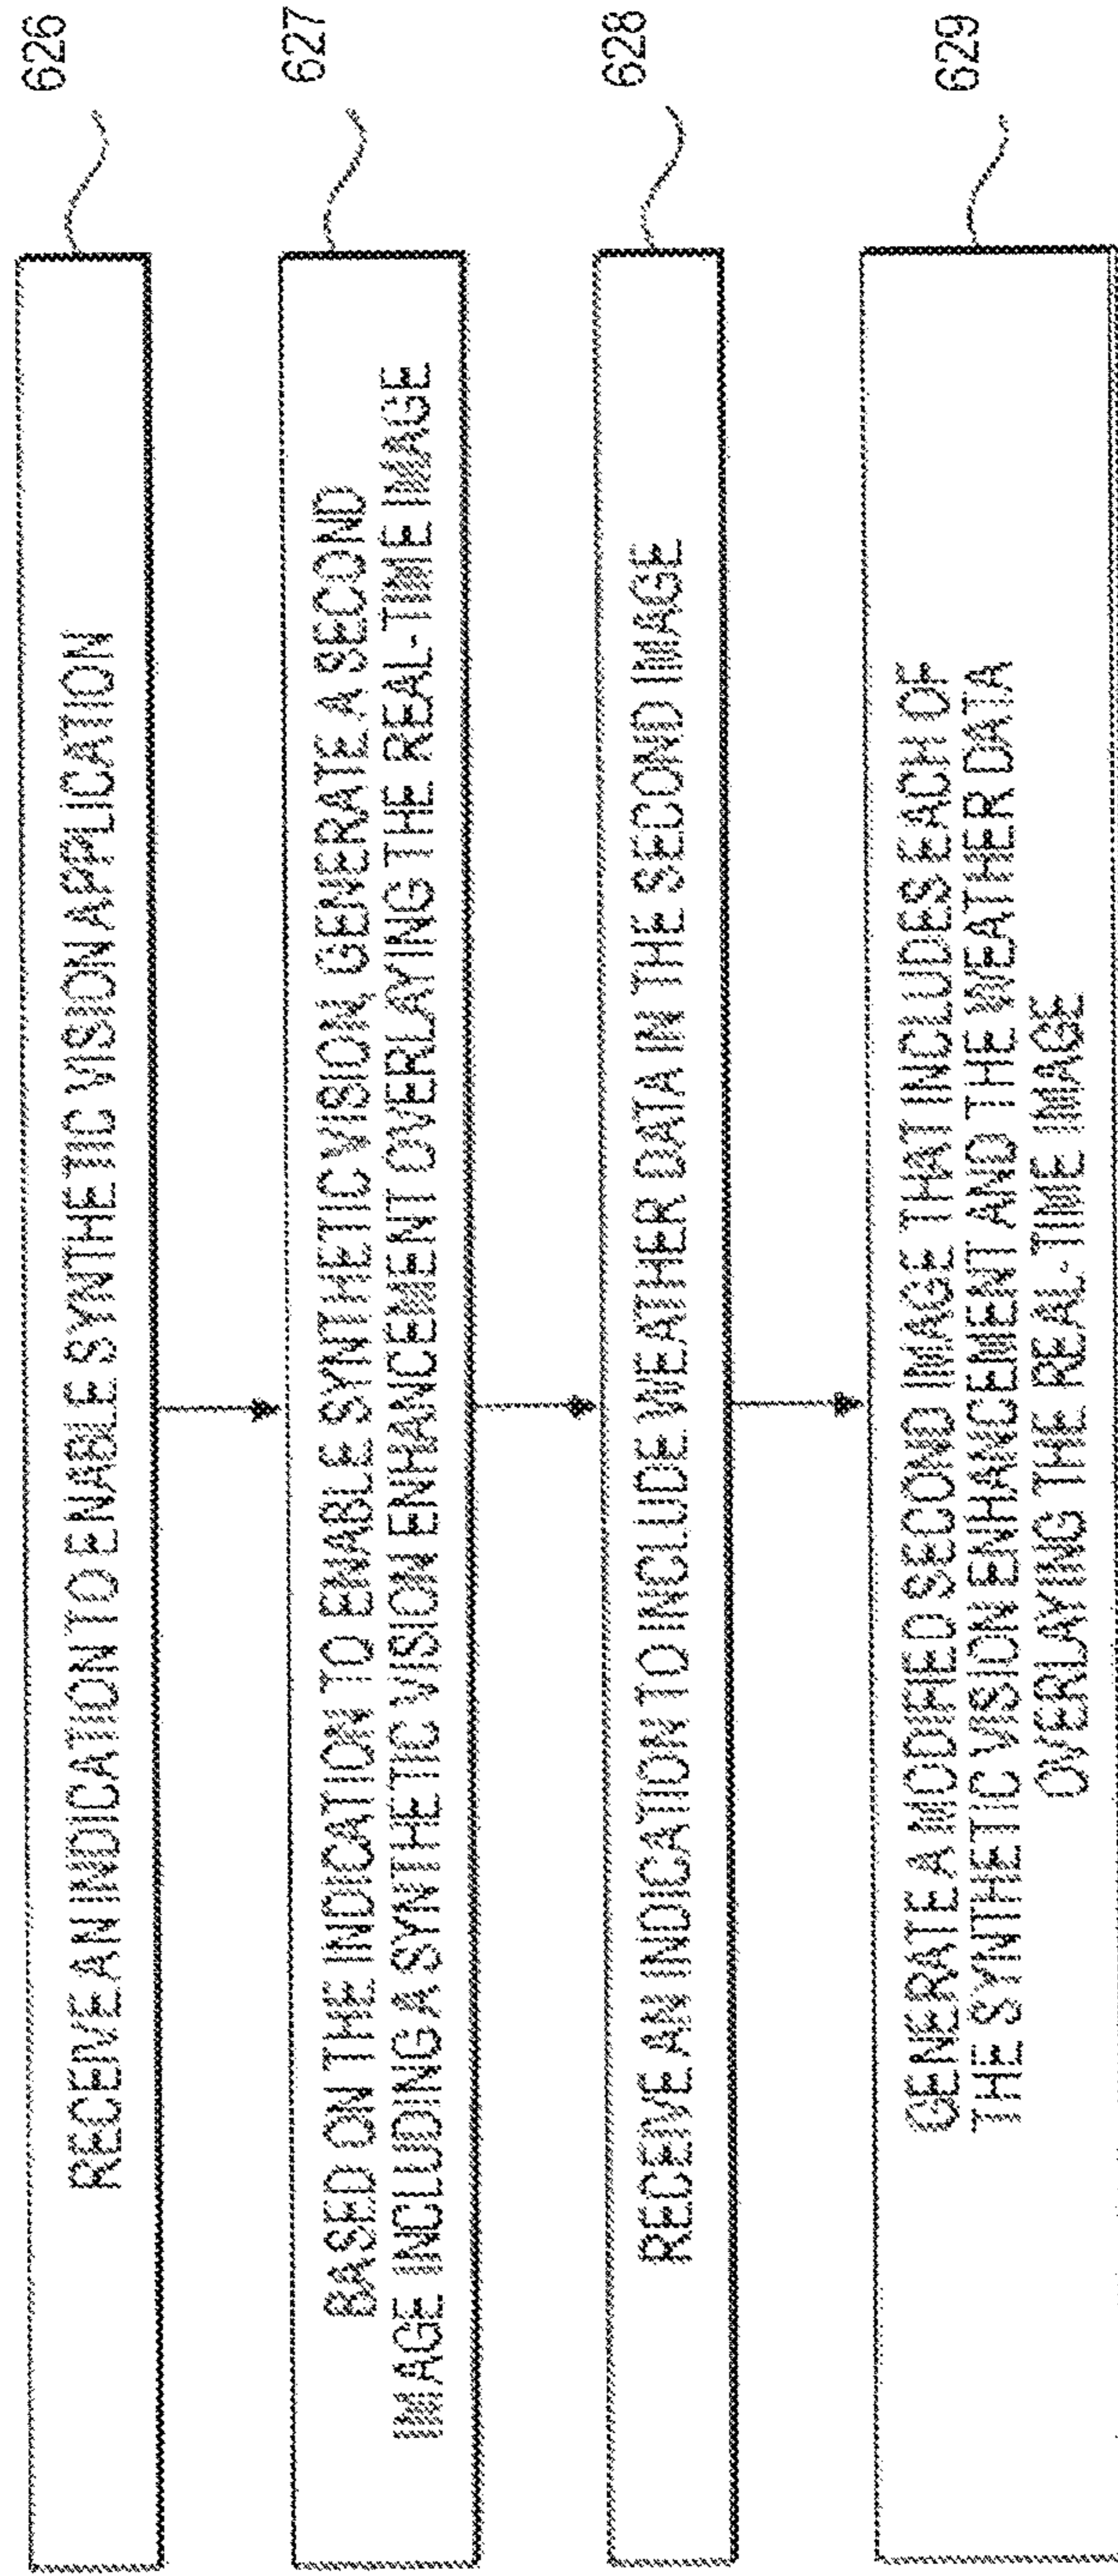 RECEIVE AN INDICATION TO ENABLE SYNTHETIC VISION APPLICATION
626
BASED ON THE INDICATION TO ENABLE SYNTHETIC VISION, GENERATE A SECOND
IMAGE INCLUDING A SYNTHETIC VISION ENHANCEMENT OVERLAYING THE REAL-TIME IMAGE
627
RECEIVE AN INDICATION TO INCLUDE WEATHER DATA IN THE SECOND IMAGE
628
GENERATE A MODIFIED SECOND IMAGE THAT INCLUDES EACH OF
THE SYNTHETIC VISION ENHANCEMENT AND THE WEATHER DATA
OVERLAYING THE REAL-TIME IMAGE
629